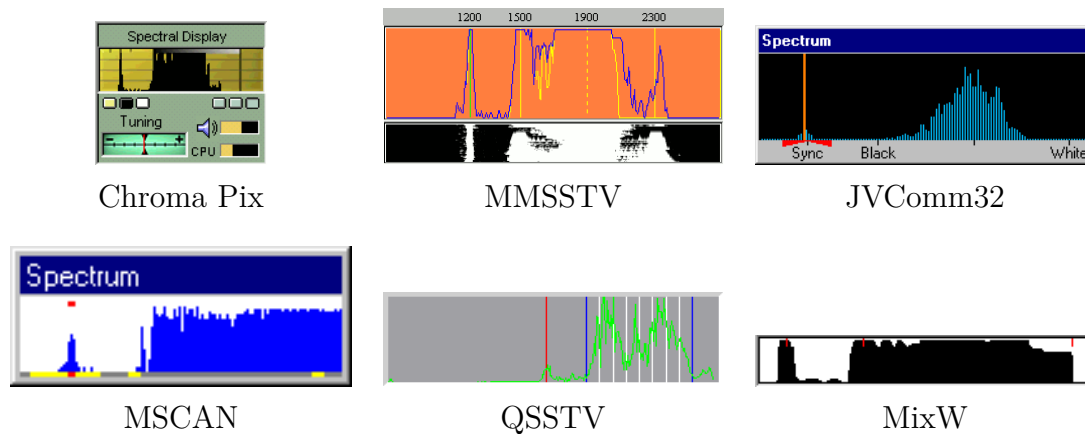 Spectral Display
Tuning
- +
CPU
Chroma Pix
1200 1500 1900 2300
MMSSTV
Spectrum
Sync Black White
JVComm32
Spectrum
MSCAN
QSSTV
MixW